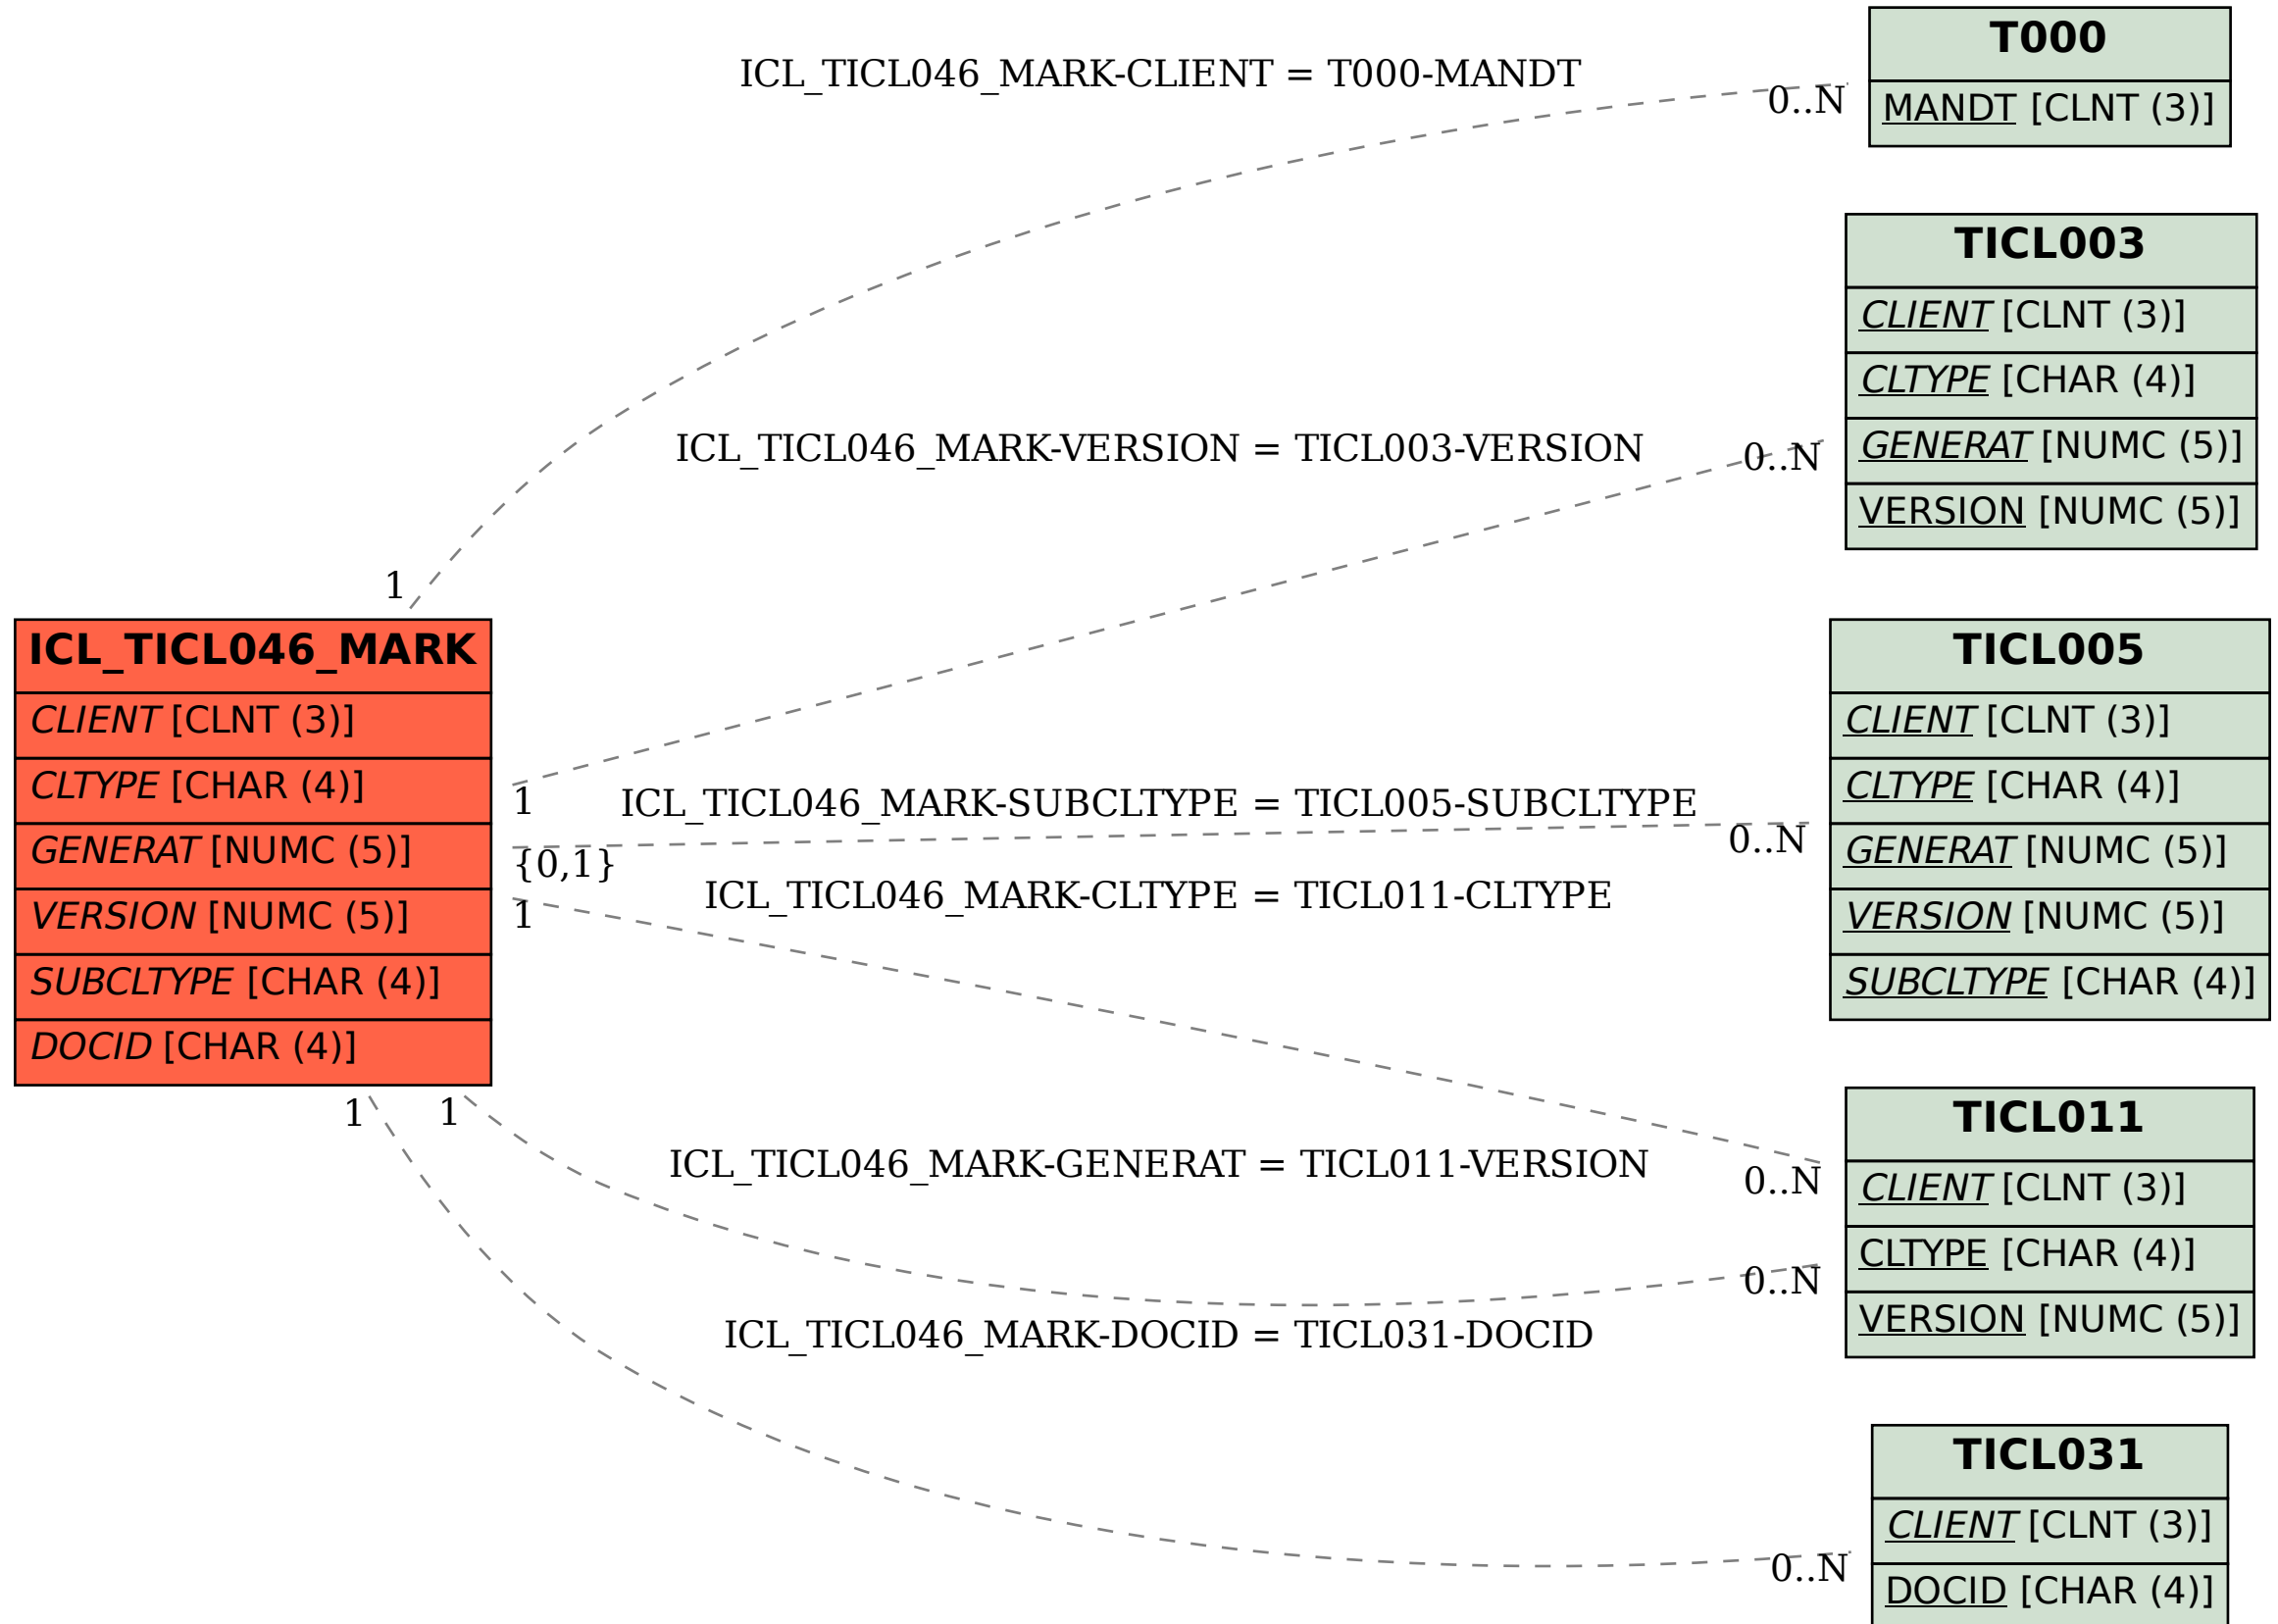 T000
MANDT [CLNT (3)]
ICL_TICL046_MARK-CLIENT = T000-MANDT
0..N
1
TICL003
CLIENT [CLNT (3)]
CLTYPE [CHAR (4)]
GENERAT [NUMC (5)]
VERSION [NUMC (5)]
ICL_TICL046_MARK-VERSION = TICL003-VERSION
0..N
1
ICL_TICL046_MARK
CLIENT [CLNT (3)]
CLTYPE [CHAR (4)]
GENERAT [NUMC (5)]
VERSION [NUMC (5)]
SUBCLTYPE [CHAR (4)]
DOCID [CHAR (4)]
ICL_TICL046_MARK-SUBCLTYPE = TICL005-SUBCLTYPE
0..N
{0,1}
TICL005
CLIENT [CLNT (3)]
CLTYPE [CHAR (4)]
GENERAT [NUMC (5)]
VERSION [NUMC (5)]
SUBCLTYPE [CHAR (4)]
ICL_TICL046_MARK-CLTYPE = TICL011-CLTYPE
1
0..N
ICL_TICL046_MARK-GENERAT = TICL011-VERSION
1
0..N
TICL011
CLIENT [CLNT (3)]
CLTYPE [CHAR (4)]
VERSION [NUMC (5)]
ICL_TICL046_MARK-DOCID = TICL031-DOCID
1
0..N
TICL031
CLIENT [CLNT (3)]
DOCID [CHAR (4)]